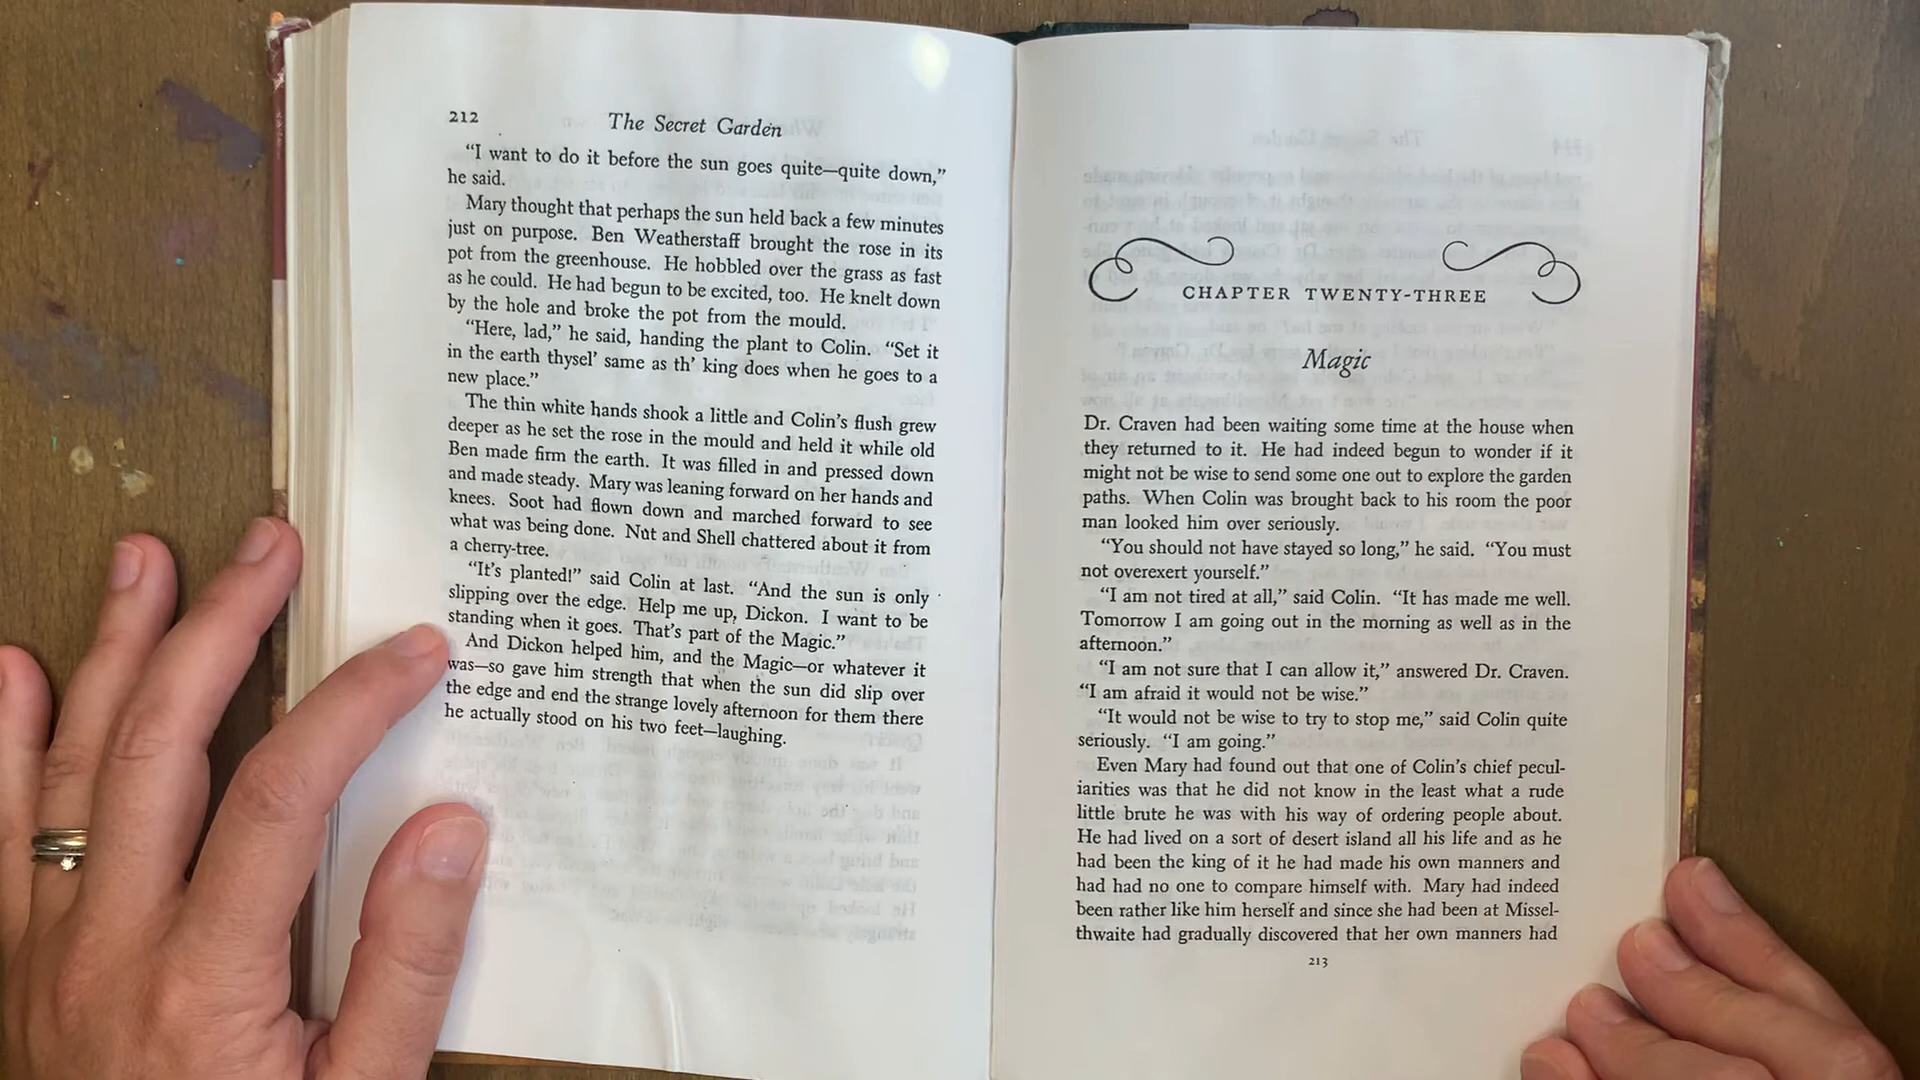 212
The Secret Garden
“I want to do it before the sun goes quite—quite down,”
he said.
Mary thought that perhaps the sun held back a few minutes
just on purpose. Ben Weatherstaff brought the rose in its
pot from the greenhouse. He hobbled over the grass as fast
as he could. He had begun to be excited, too. He knelt down
by the hole and broke the pot from the mould.
“Here, lad,” he said, handing the plant to Colin. “Set it
in the earth thysel’ same as th’ king does when he goes to a
new place.”
The thin white hands shook a little and Colin’s flush grew
deeper as he set the rose in the mould and held it while old
Ben made firm the earth. It was filled in and pressed down
and made steady. Mary was leaning forward on her hands and
knees. Soot had flown down and marched forward to see
what was being done. Nut and Shell chattered about it from
a cherry-tree.
“It’s planted!” said Colin at last. “And the sun is only
slipping over the edge. Help me up, Dickon. I want to be
standing when it goes. That’s part of the Magic.”
And Dickon helped him, and the Magic—or whatever it
was—so gave him strength that when the sun did slip over
the edge and end the strange lovely afternoon for them there
he actually stood on his two feet—laughing.
CHAPTER TWENTY-THREE
Magic
Dr. Craven had been waiting some time at the house when
they returned to it. He had indeed begun to wonder if it
might not be wise to send some one out to explore the garden
paths. When Colin was brought back to his room the poor
man looked him over seriously.
“You should not have stayed so long,” he said. “You must
not overexert yourself.”
“I am not tired at all,” said Colin. “It has made me well.
Tomorrow I am going out in the morning as well as in the
afternoon.”
“I am not sure that I can allow it,” answered Dr. Craven.
“I am afraid it would not be wise.”
“It would not be wise to try to stop me,” said Colin quite
seriously. “I am going.”
Even Mary had found out that one of Colin’s chief pecul-
iarities was that he did not know in the least what a rude
little brute he was with his way of ordering people about.
He had lived on a sort of desert island all his life and as he
had been the king of it he had made his own manners and
had had no one to compare himself with. Mary had indeed
been rather like him herself and since she had been at Missel-
thwaite had gradually discovered that her own manners had
213